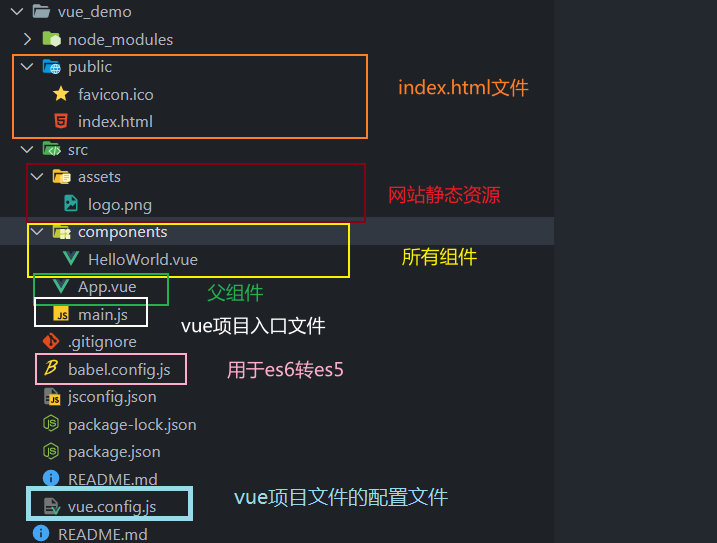 vue_demo
node_modules
public
favicon.ico
index.html文件
index.html
src
assets
网站静态资源
logo.png
components
HelloWorld.vue
所有组件
App.vue
父组件
main.js
vue项目入口文件
.gitignore
babel.config.js
用于es6转es5
jsconfig.json
package-lock.json
package.json
README.md
vue.config.js
vue项目文件的配置文件
README.md